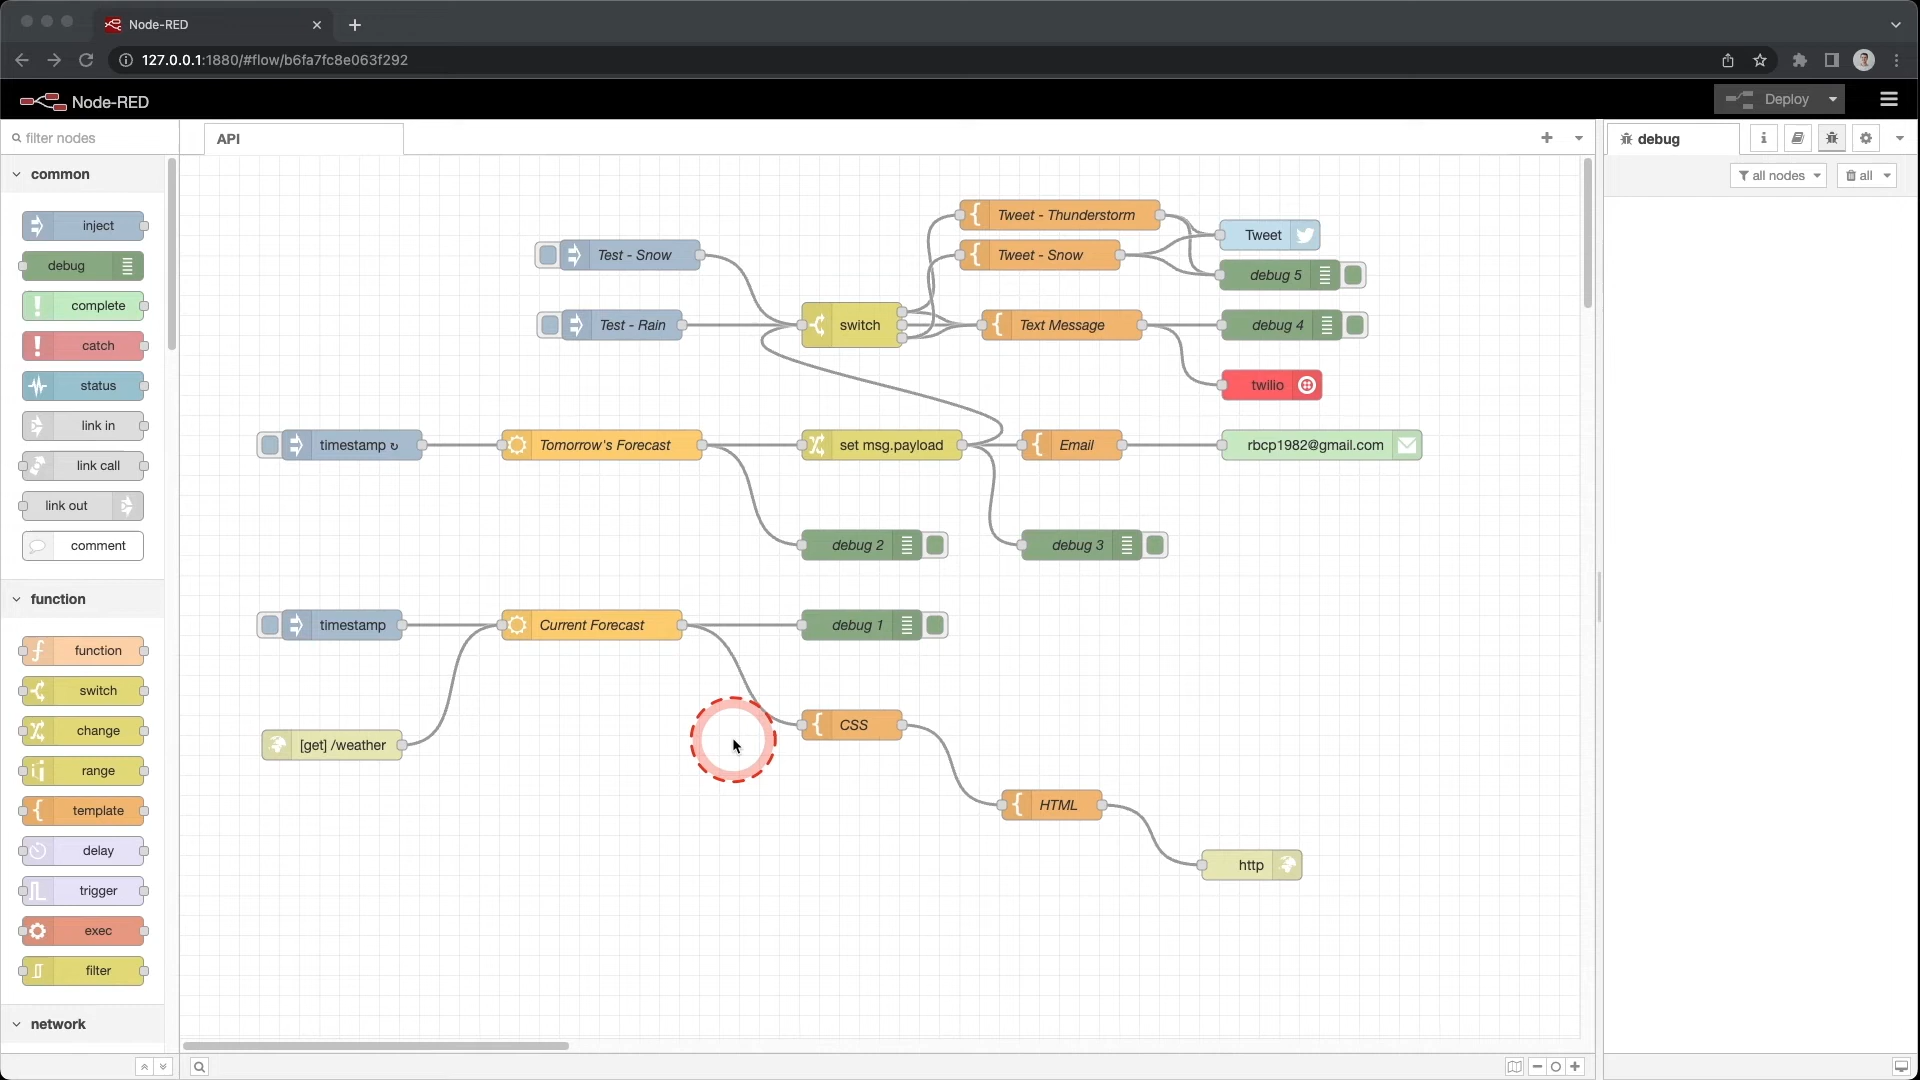 Node-RED
127.0.0.1:1880/#flow/b6fa7fc8e063f292
Node-RED
Deploy
filter nodes
API
debug
common
all nodes
all
inject
debug
complete
catch
status
link in
link call
link out
comment
function
function
switch
change
range
template
delay
trigger
exec
filter
network
Tweet - Thunderstorm
Tweet
Test - Snow
Tweet - Snow
debug 5
Test - Rain
switch
Text Message
debug 4
twilio
timestamp ↻
Tomorrow's Forecast
set msg.payload
Email
rbcp1982@gmail.com
debug 2
debug 3
timestamp
Current Forecast
debug 1
CSS
[get] /weather
HTML
http